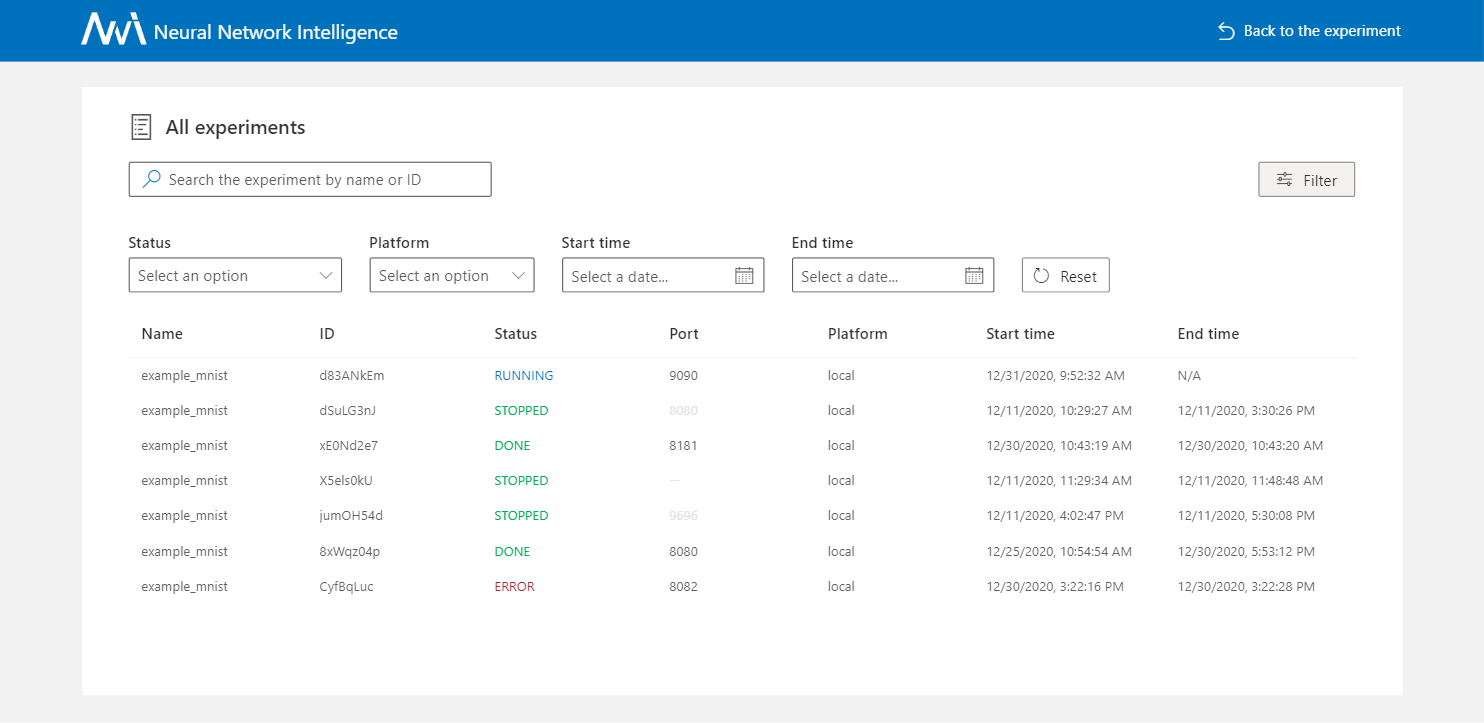 Neural Network Intelligence Back to the experiment
All experiments
Search the experiment by name or ID Filter
Status Platform Start time End time
Select an option Select an option Select a date... Select a date... Reset
Name ID Status Port Platform Start time End time
example_mnist d83ANkEm RUNNING 9090 local 12/31/2020, 9:52:32 AM N/A
example_mnist dSuLG3nJ STOPPED 8080 local 12/11/2020, 10:29:27 AM 12/11/2020, 3:30:26 PM
example_mnist xE0Nd2e7 DONE 8181 local 12/30/2020, 10:43:19 AM 12/30/2020, 10:43:20 AM
example_mnist X5els0kU STOPPED -- local 12/11/2020, 11:29:34 AM 12/11/2020, 11:48:48 AM
example_mnist jumOH54d STOPPED 9696 local 12/11/2020, 4:02:47 PM 12/11/2020, 5:30:08 PM
example_mnist 8xWqz04p DONE 8080 local 12/25/2020, 10:54:54 AM 12/30/2020, 5:53:12 PM
example_mnist CyfBqLuc ERROR 8082 local 12/30/2020, 3:22:16 PM 12/30/2020, 3:22:28 PM